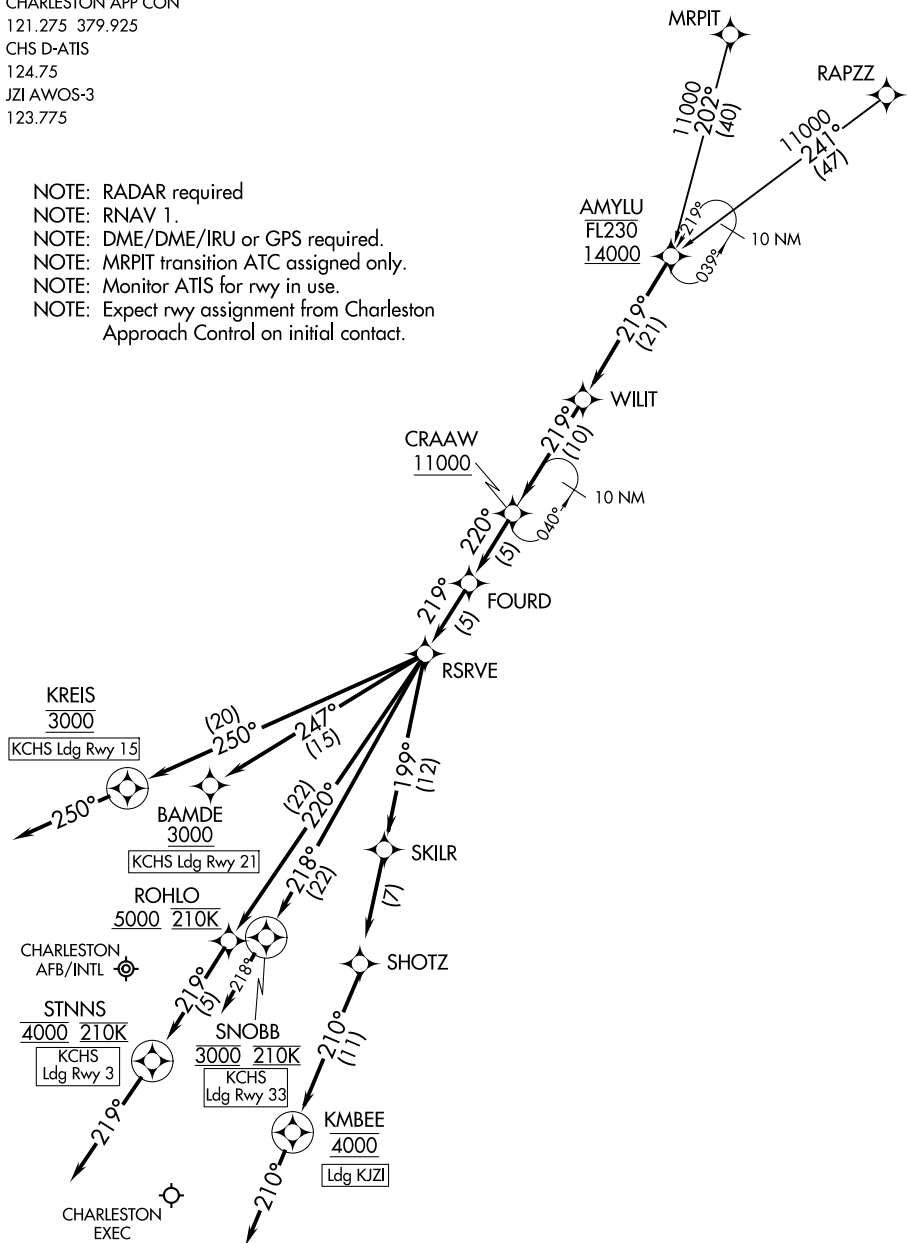 CHARLESTON APP CON
121.275 379.925
CHS D-ATIS
124.75
JZI AWOS-3
123.775
NOTE: RADAR required
NOTE: RNAV 1.
NOTE: DME/DME/IRU or GPS required.
NOTE: MRPIT transition ATC assigned only.
NOTE: Monitor ATIS for rwy in use.
NOTE: Expect rwy assignment from Charleston
Approach Control on initial contact.
MRPIT
RAPZZ
11000
202°
(40)
11000
241°
(47)
AMYLU
FL230
14000
219°
039°
10 NM
219°
(21)
WILIT
219°
(10)
CRAAW
11000
040°
10 NM
220°
(5)
FOURD
219°
(5)
RSRVE
KREIS
3000
KCHS Ldg Rwy 15
(20)
250°
250°
247°
(15)
BAMDE
3000
KCHS Ldg Rwy 21
(22)
220°
218°
(22)
199°
(12)
SKILR
(7)
ROHLO
5000 210K
CHARLESTON
AFB/INTL
SHOTZ
219°
(5)
218°
STNNS
4000 210K
KCHS
Ldg Rwy 3
SNOBB
3000 210K
KCHS
Ldg Rwy 33
210°
(11)
KMBEE
4000
Ldg KJZI
219°
210°
CHARLESTON
EXEC